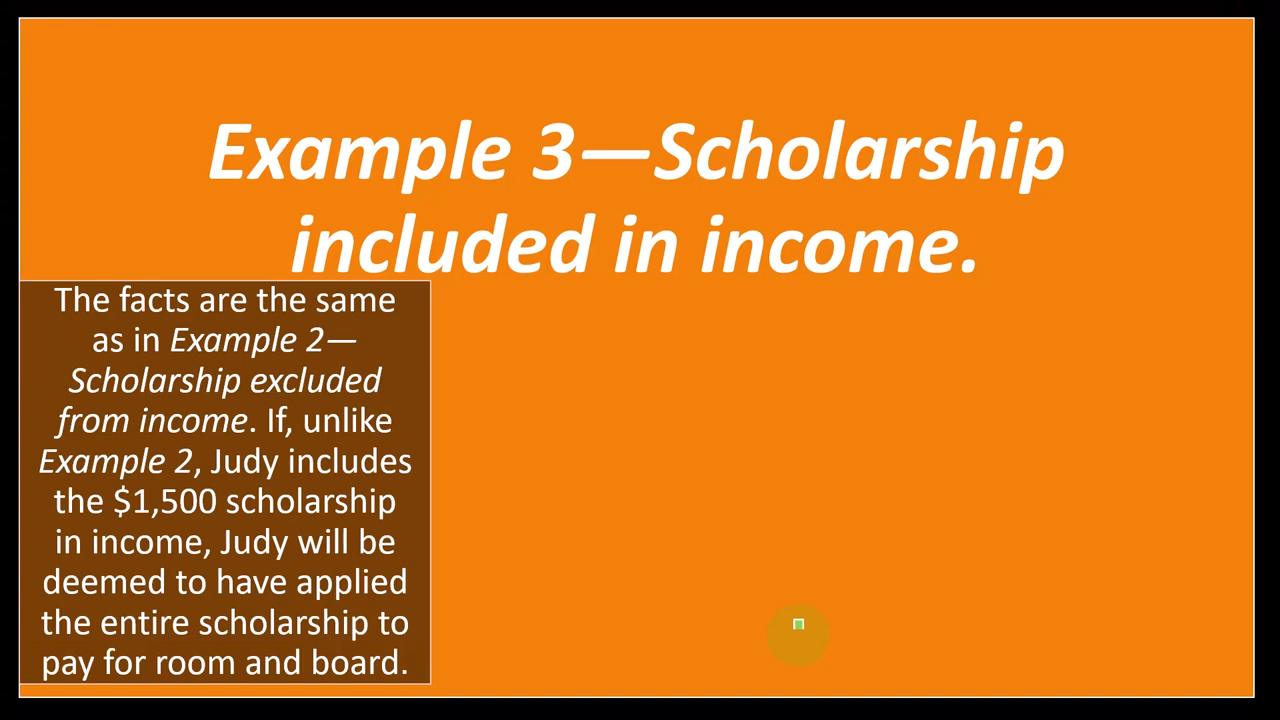 Example 3—Scholarship
included in income.
The facts are the same
as in Example 2—
Scholarship excluded
from income. If, unlike
Example 2, Judy includes
the $1,500 scholarship
in income, Judy will be
deemed to have applied
the entire scholarship to
pay for room and board.